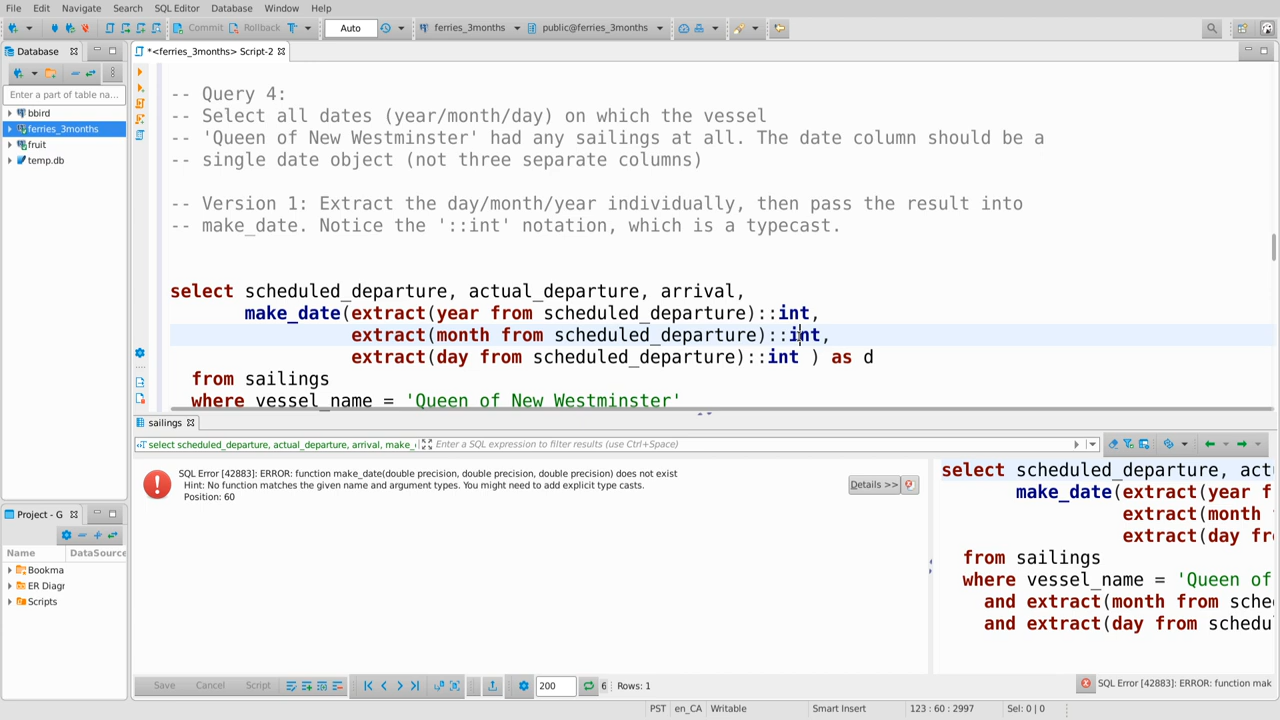 File Edit Navigate Search SQL Editor Database Window Help
Commit Rollback Auto ferries_3months public@ferries_3months
Database
*<ferries_3months> Script-2
Enter a part of table na...
bbird
ferries_3months
fruit
temp.db
-- Query 4:
-- Select all dates (year/month/day) on which the vessel
-- 'Queen of New Westminster' had any sailings at all. The date column should be a
-- single date object (not three separate columns)
-- Version 1: Extract the day/month/year individually, then pass the result into
-- make_date. Notice the '::int' notation, which is a typecast.
select scheduled_departure, actual_departure, arrival,
make_date(extract(year from scheduled_departure)::int,
extract(month from scheduled_departure)::int,
extract(day from scheduled_departure)::int ) as d
from sailings
where vessel_name = 'Queen of New Westminster'
sailings
select scheduled_departure, actual_departure, arrival, make_
Enter a SQL expression to filter results (use Ctrl+Space)
SQL Error [42883]: ERROR: function make_date(double precision, double precision, double precision) does not exist
Hint: No function matches the given name and argument types. You might need to add explicit type casts.
Position: 60
Details >>
select scheduled_departure, act
make_date(extract(year f
extract(month
extract(day fr
from sailings
where vessel_name = 'Queen of
and extract(month from sche
and extract(day from schedu
Project - G
Name DataSource
Bookma
ER Diagr
Scripts
Save Cancel Script 200 6 Rows: 1
SQL Error [42883]: ERROR: function mak
PST en_CA Writable Smart Insert 123 : 60 : 2997 Sel: 0 | 0